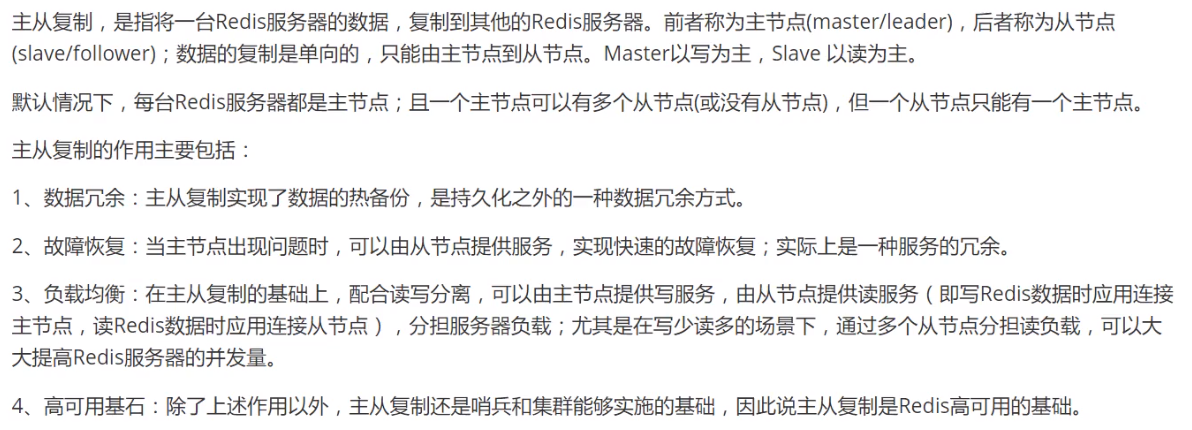 主从复制，是指将一台Redis服务器的数据，复制到其他的Redis服务器。前者称为主节点(master/leader)，后者称为从节点
(slave/follower)；数据的复制是单向的，只能由主节点到从节点。Master以写为主，Slave 以读为主。
默认情况下，每台Redis服务器都是主节点；且一个主节点可以有多个从节点(或没有从节点)，但一个从节点只能有一个主节点。
主从复制的作用主要包括：
1、数据冗余：主从复制实现了数据的热备份，是持久化之外的一种数据冗余方式。
2、故障恢复：当主节点出现问题时，可以由从节点提供服务，实现快速的故障恢复；实际上是一种服务的冗余。
3、负载均衡：在主从复制的基础上，配合读写分离，可以由主节点提供写服务，由从节点提供读服务（即写Redis数据时应用连接
主节点，读Redis数据时应用连接从节点），分担服务器负载；尤其是在写少读多的场景下，通过多个从节点分担读负载，可以大
大提高Redis服务器的并发量。
4、高可用基石：除了上述作用以外，主从复制还是哨兵和集群能够实施的基础，因此说主从复制是Redis高可用的基础。